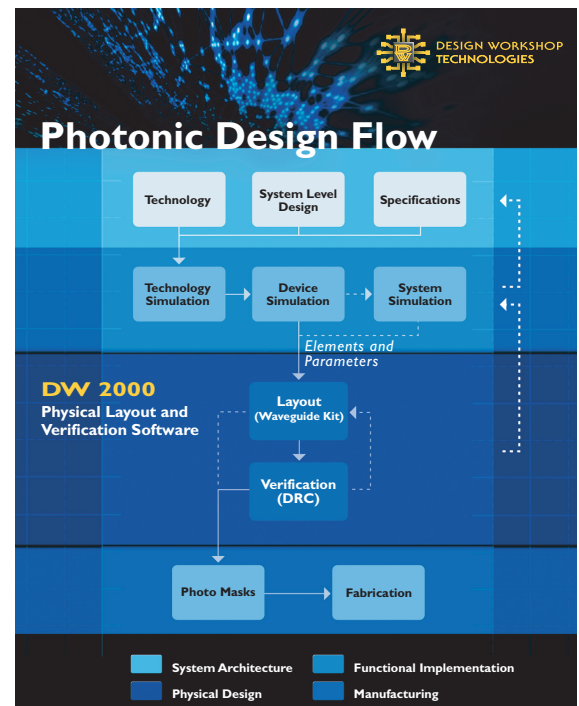 DESIGN WORKSHOP
TECHNOLOGIES
Photonic Design Flow
Technology
System Level
Design
Specifications
Technology
Simulation
Device
Simulation
System
Simulation
Elements and
Parameters
DW 2000
Physical Layout and
Verification Software
Layout
(Waveguide Kit)
Verification
(DRC)
Photo Masks
Fabrication
System Architecture
Functional Implementation
Physical Design
Manufacturing